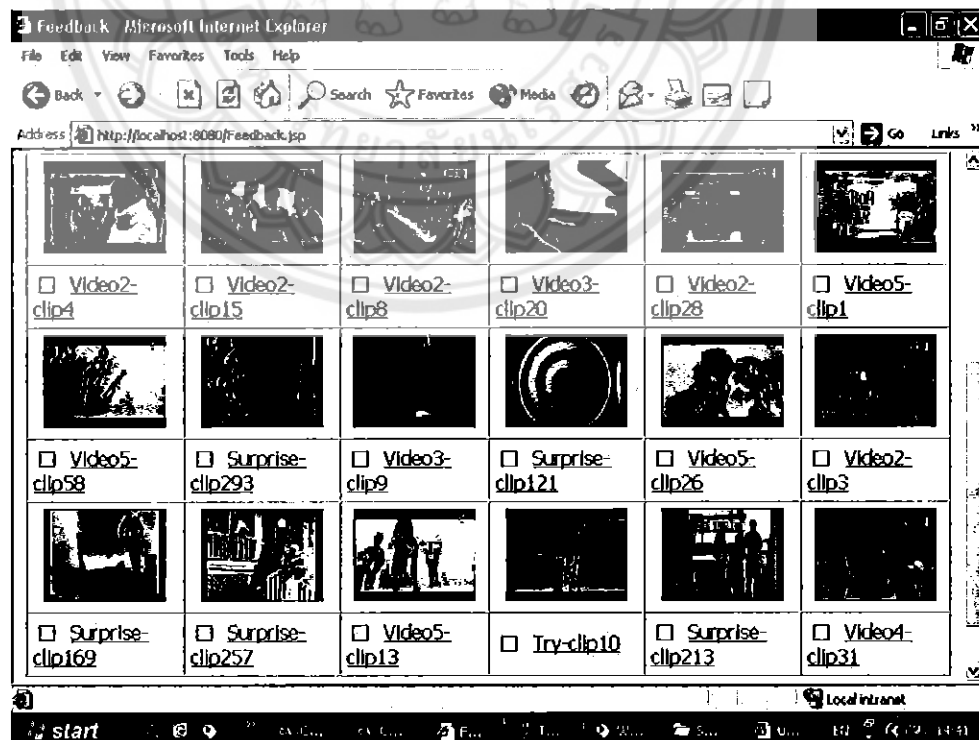 Feedback Microsoft Internet Explorer
File Edit View Favorites Tools Help
Back Search Favorites Media
Address http://localhost:8080/Feedback.jsp Go Links »
Video2-clip4
Video2-clip15
Video2-clip8
Video3-clip20
Video2-clip28
Video5-clip1
Video5-clip58
Surprise-clip293
Video3-clip9
Surprise-clip121
Video5-clip26
Video2-clip3
Surprise-clip169
Surprise-clip257
Video5-clip13
Try-clip10
Surprise-clip213
Video4-clip31
Local intranet
start